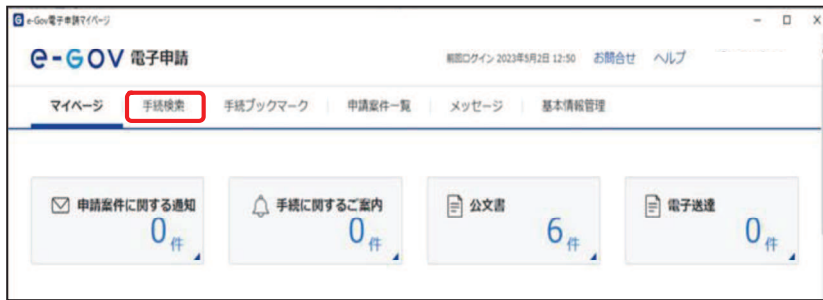 e-Gov電子申請マイページ
e-GOV 電子申請
前回ログイン 2023年5月2日 12:50 お問合せ ヘルプ
マイページ 手続検索 手続ブックマーク 申請案件一覧 メッセージ 基本情報管理
申請案件に関する通知 手続に関するご案内 公文書 電子送達
0件 0件 6件 0件